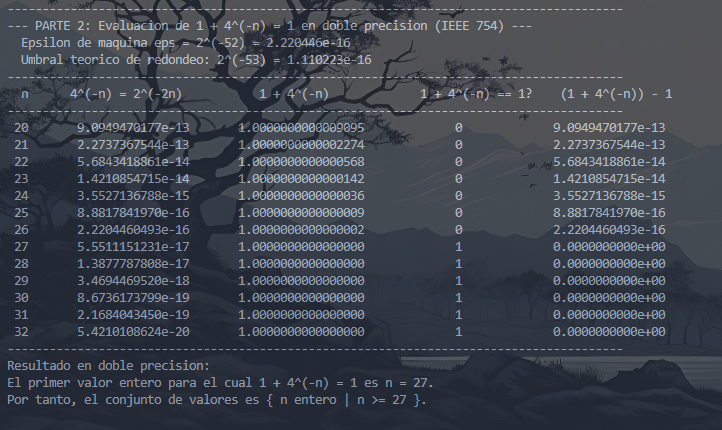 --- PARTE 2: Evaluacion de 1 + 4^(-n) = 1 en doble precision (IEEE 754) ---
Epsilon de maquina eps = 2^(-52) = 2.220446e-16
Umbral teorico de redondeo: 2^(-53) = 1.110223e-16
n 4^(-n) = 2^(-2n) 1 + 4^(-n) 1 + 4^(-n) == 1? (1 + 4^(-n)) - 1
20 9.0949470177e-13 1.0000000000009095 0 9.0949470177e-13
21 2.2737367544e-13 1.0000000000002274 0 2.2737367544e-13
22 5.6843418861e-14 1.0000000000000568 0 5.6843418861e-14
23 1.4210854715e-14 1.0000000000000142 0 1.4210854715e-14
24 3.5527136788e-15 1.0000000000000036 0 3.5527136788e-15
25 8.8817841970e-16 1.0000000000000009 0 8.8817841970e-16
26 2.2204460493e-16 1.0000000000000002 0 2.2204460493e-16
27 5.5511151231e-17 1.0000000000000000 1 0.0000000000e+00
28 1.3877787808e-17 1.0000000000000000 1 0.0000000000e+00
29 3.4694469520e-18 1.0000000000000000 1 0.0000000000e+00
30 8.6736173799e-19 1.0000000000000000 1 0.0000000000e+00
31 2.1684043450e-19 1.0000000000000000 1 0.0000000000e+00
32 5.4210108624e-20 1.0000000000000000 1 0.0000000000e+00
Resultado en doble precision:
El primer valor entero para el cual 1 + 4^(-n) = 1 es n = 27.
Por tanto, el conjunto de valores es { n entero | n >= 27 }.